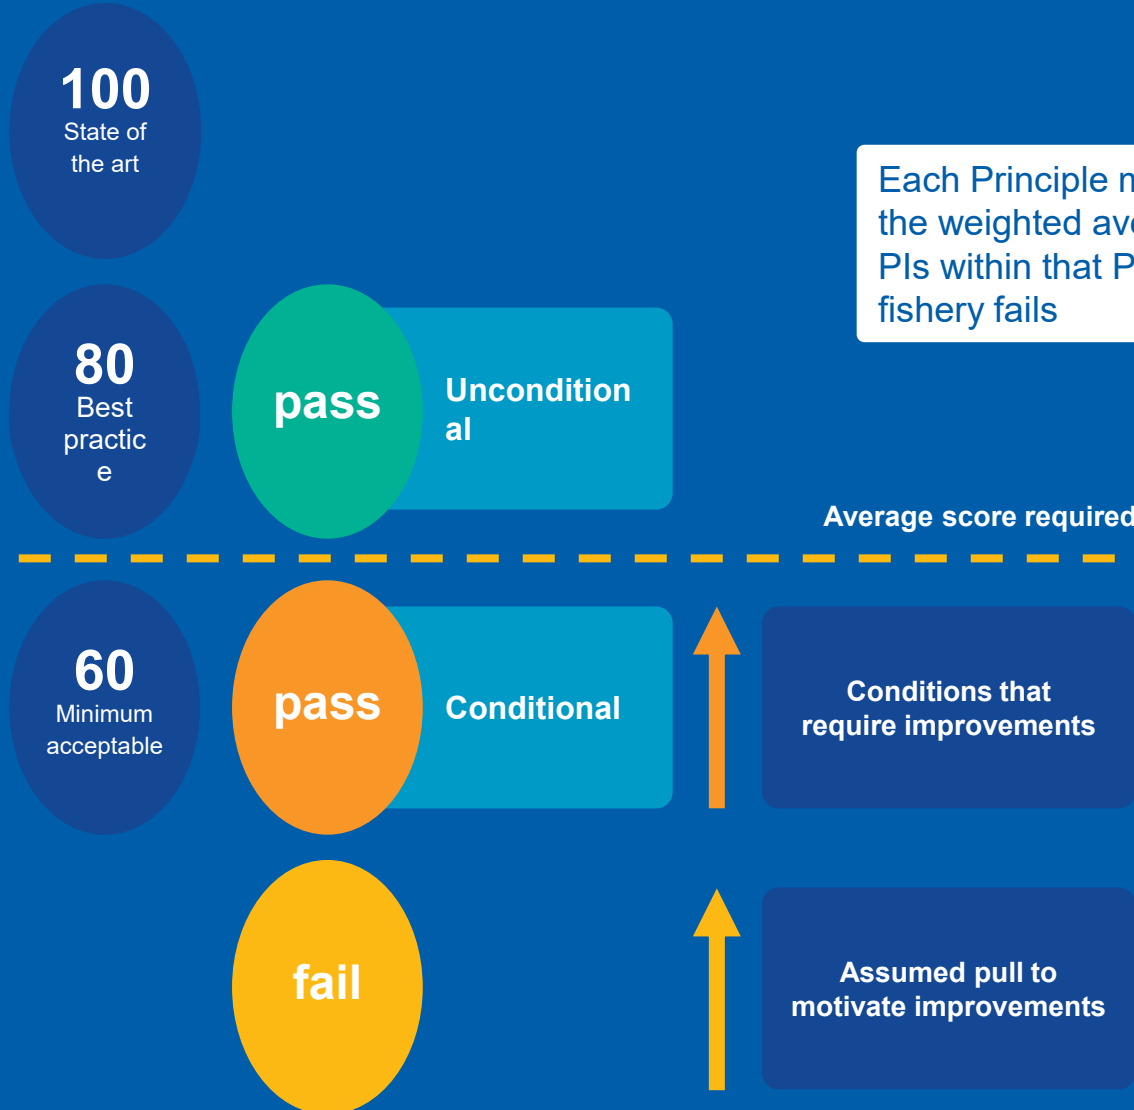 100
State of
the art
Each Principle
the weighted
PIs within that
fishery fails
80
Best
practic
e
pass
Uncondition
al
Average score required
60
Minimum
acceptable
pass
Conditional
Conditions that
require improvements
fail
Assumed pull to
motivate improvements